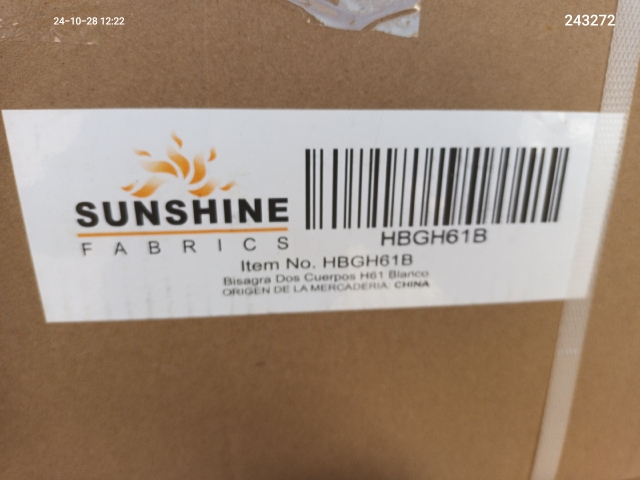 24-10-28 12:22
243272
SUNSHINE
FABRICS
HBGH61B
Item No. HBGH61B
Bisagra Dos Cuerpos H61 Blanco
ORIGEN DE LA MERCADERIA: CHINA